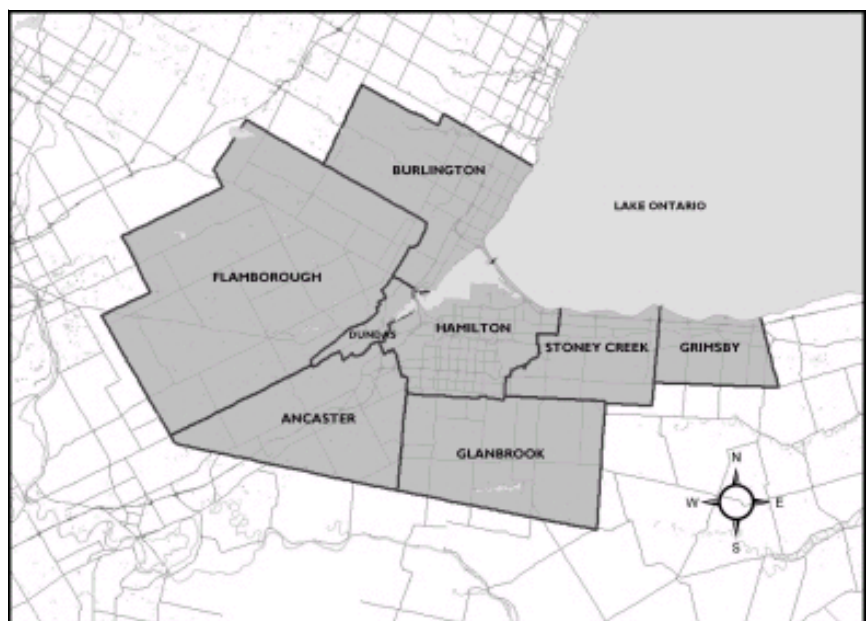 BURLINGTON
LAKE ONTARIO
FLAMBOROUGH
DUNDAS
HAMILTON
STONEY CREEK
GRIMSBY
ANCASTER
GLANBROOK
N
W
E
S